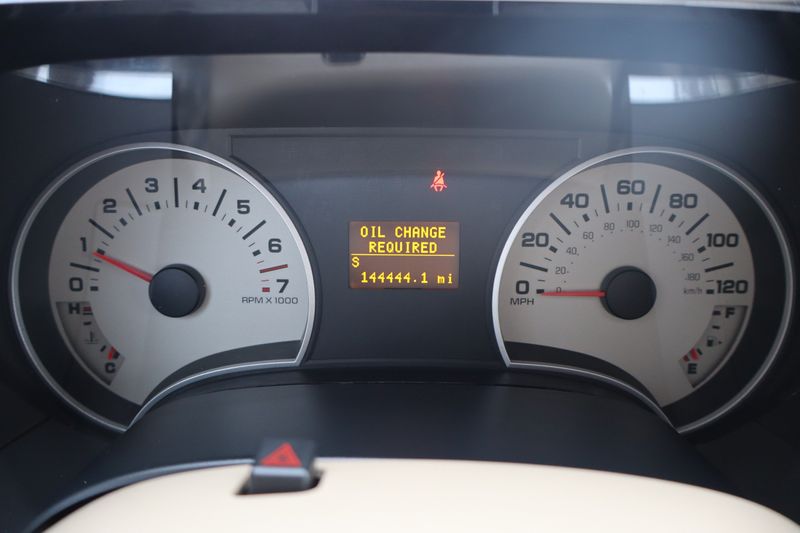 OIL CHANGE
REQUIRED
S
144444.1 mi
0 1 2 3 4 5 6 7
RPM X 1000
H
C
0 20 40 60 80 100 120
MPH
0 20 40 60 80 100 120 140 160 180
km/h
F
E